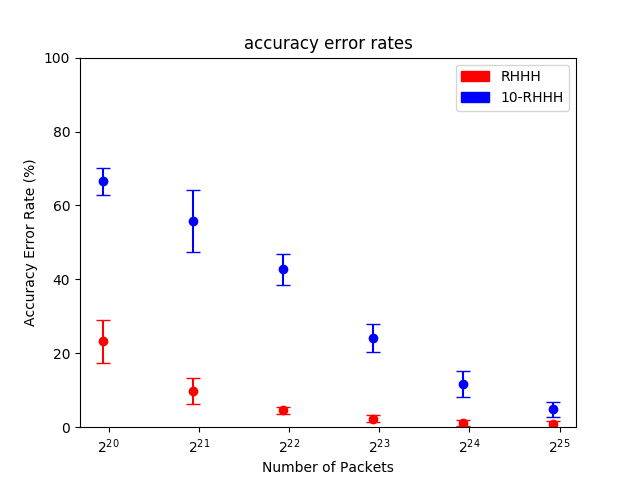 accuracy error rates
100
80
60
40
20
0
Accuracy Error Rate (%)
RHHH
10-RHHH
2^20 2^21 2^22 2^23 2^24 2^25
Number of Packets